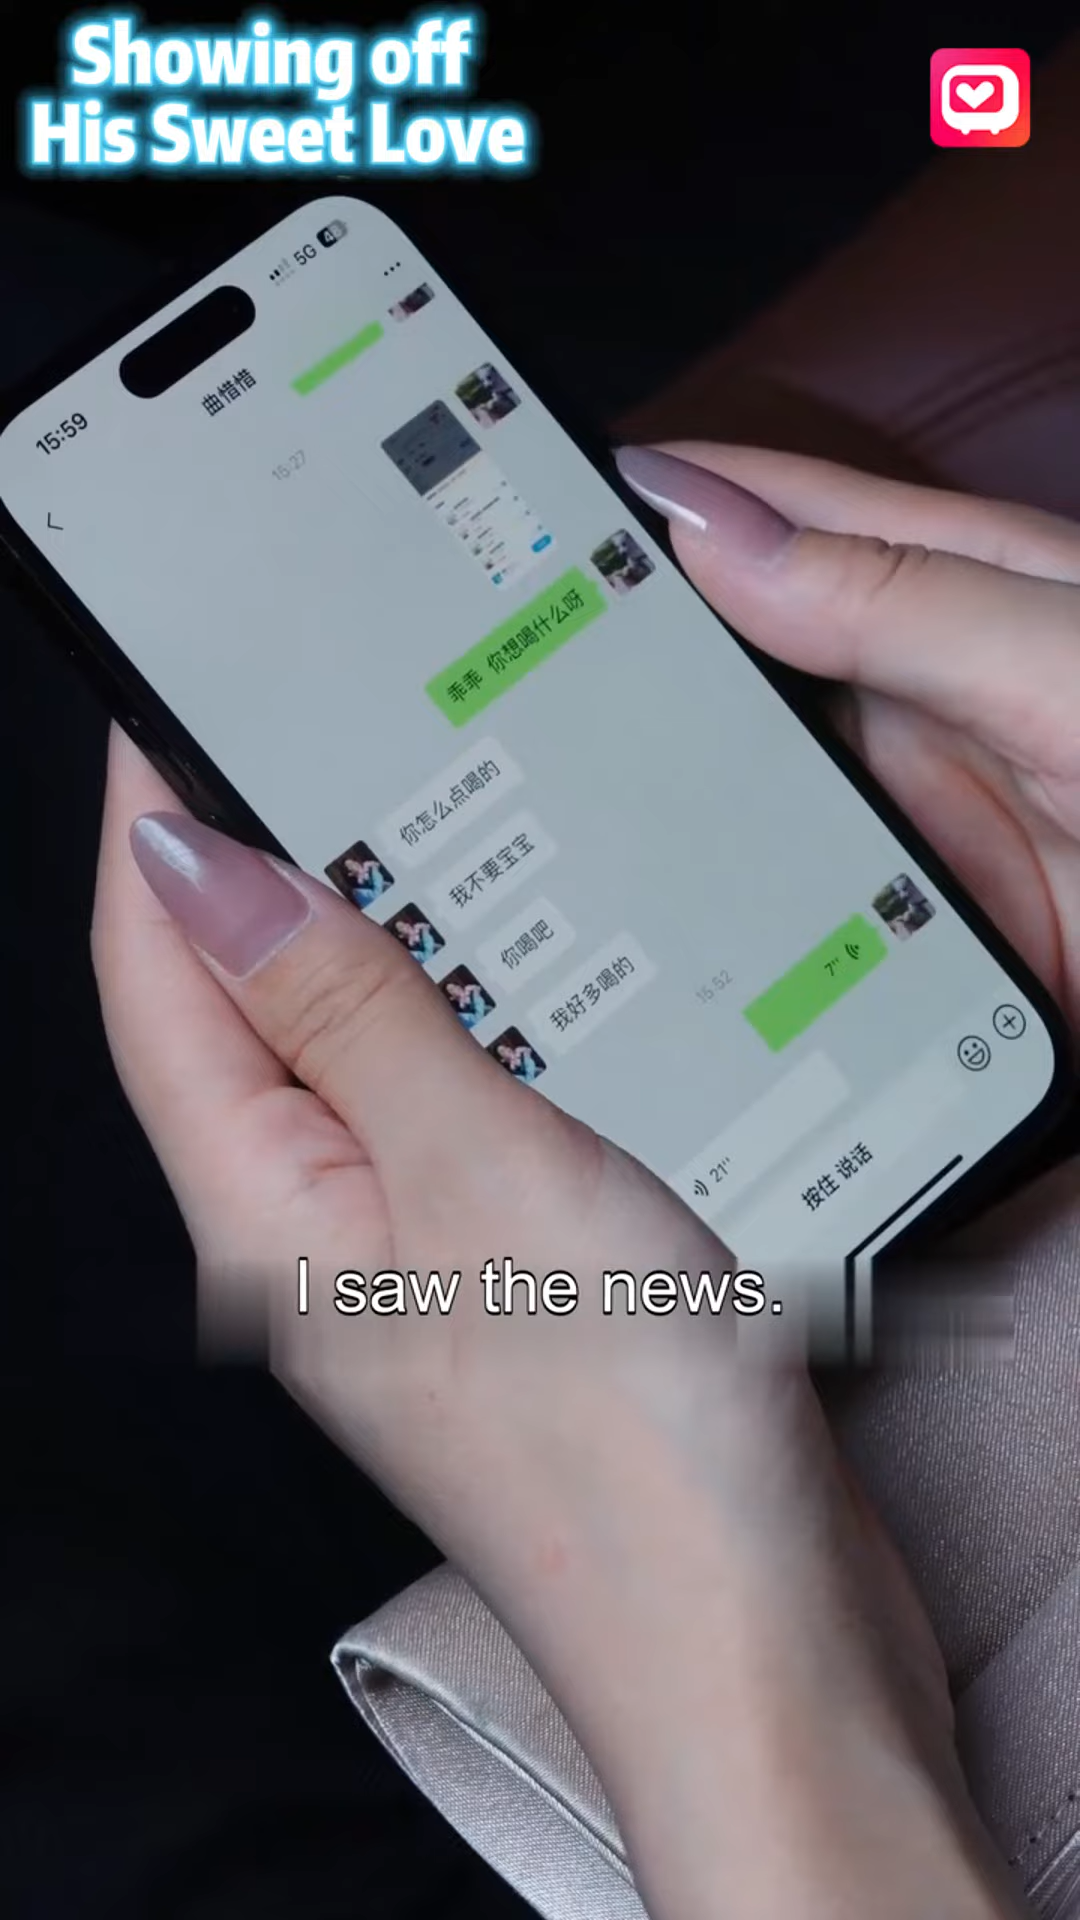 Showing off
His Sweet Love
5G 48
15:59
曲惜惜
15:27
乖乖 你想喝什么呀
你怎么点喝的
我不要宝宝
你喝吧
我好多喝的
15:52
7"
21"
按住 说话
I saw the news.